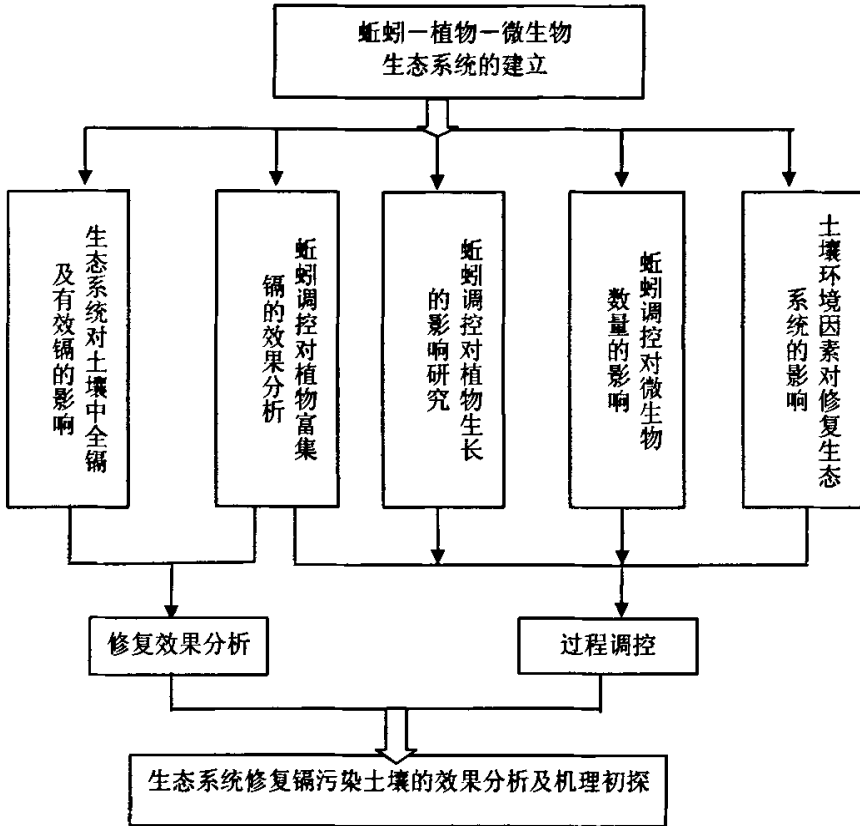 蚯蚓－植物－微生物
生态系统的建立
生态系统对土壤中全镉
及有效镉的影响
蚯蚓调控对植物富集
镉的效果分析
蚯蚓调控对植物生长
的影响研究
蚯蚓调控对微生物
数量的影响
土壤环境因素对修复生态
系统的影响
修复效果分析
过程调控
生态系统修复镉污染土壤的效果分析及机理初探